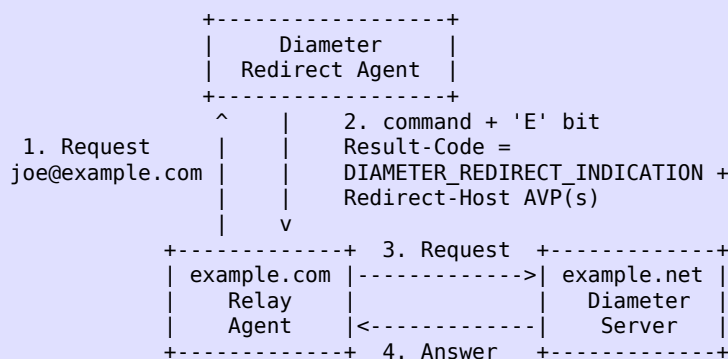 +------------------+
|     Diameter     |
|  Redirect Agent  |
+------------------+
^    |    2. command + 'E' bit
1. Request     |    |    Result-Code =
joe@example.com |    |    DIAMETER_REDIRECT_INDICATION +
|    |    Redirect-Host AVP(s)
|    v
+-------------+  3. Request  +-------------+
| example.com |------------->| example.net |
|    Relay    |              |   Diameter  |
|    Agent    |<-------------|    Server   |
+-------------+  4. Answer   +-------------+